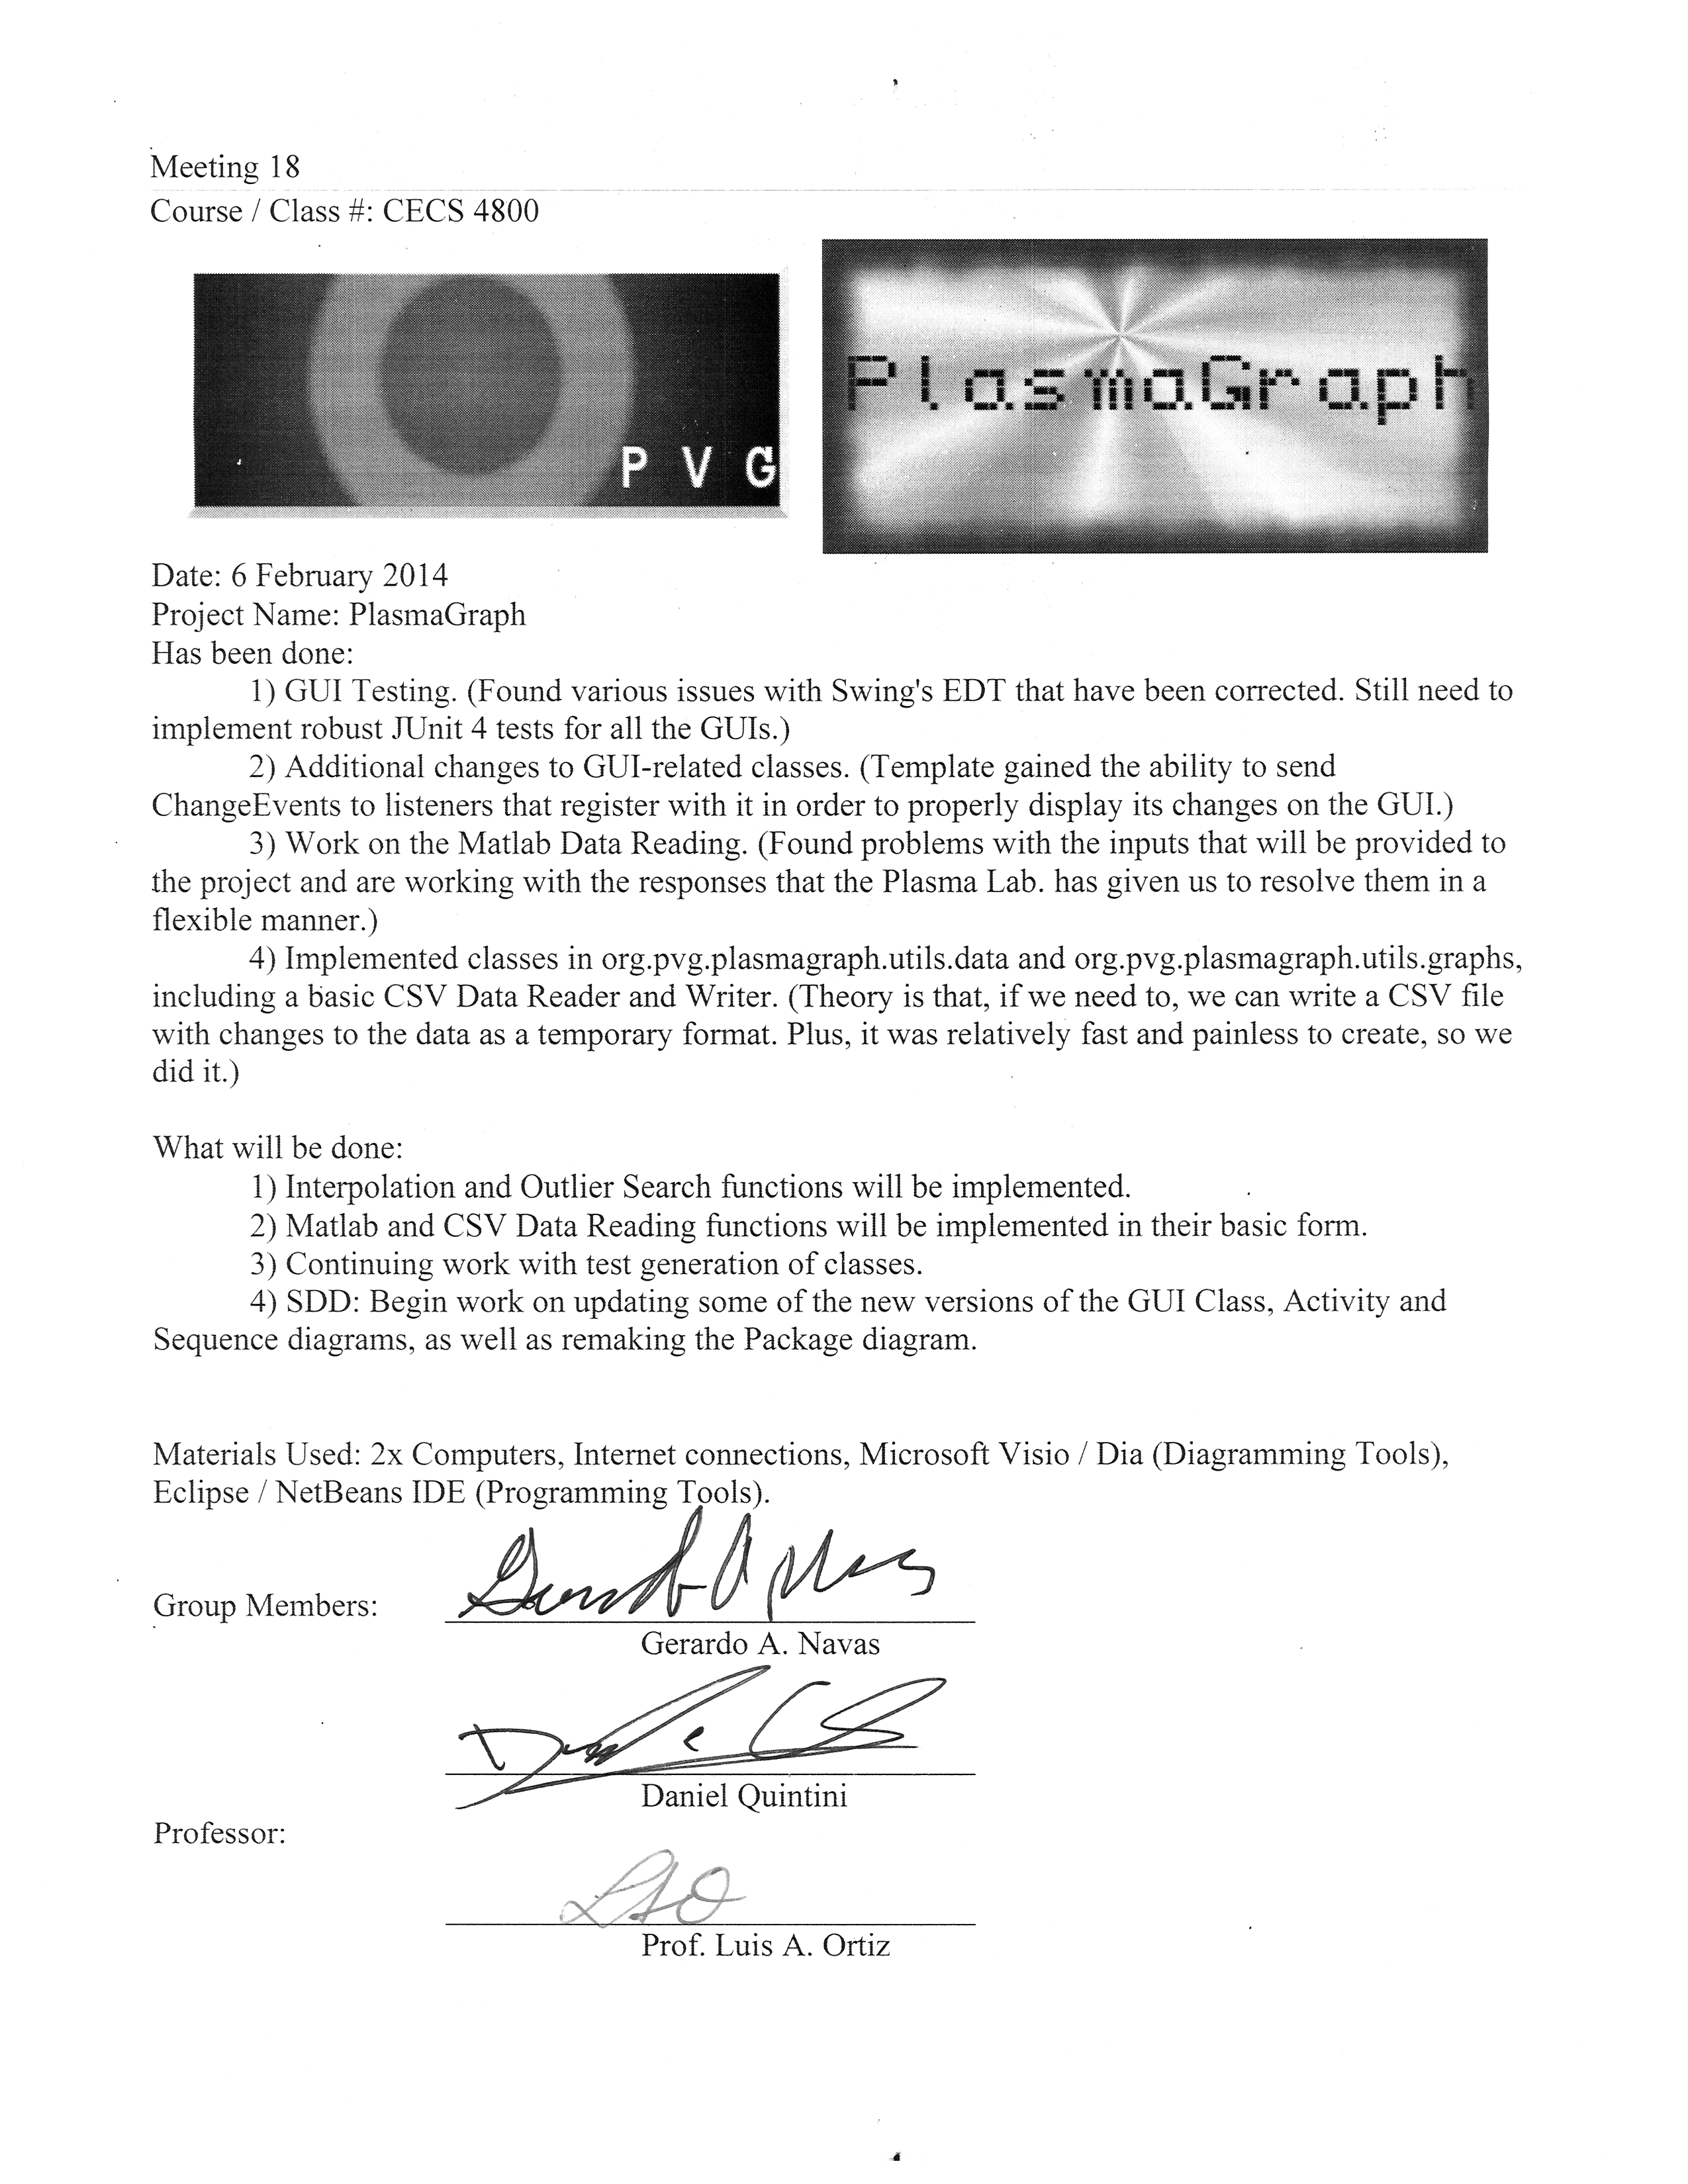 Meeting 18
Course / Class #: CECS 4800
P V G
PlasmaGraph
Date: 6 February 2014
Project Name: PlasmaGraph
Has been done:
1) GUI Testing. (Found various issues with Swing's EDT that have been corrected. Still need to
implement robust JUnit 4 tests for all the GUIs.)
2) Additional changes to GUI-related classes. (Template gained the ability to send
ChangeEvents to listeners that register with it in order to properly display its changes on the GUI.)
3) Work on the Matlab Data Reading. (Found problems with the inputs that will be provided to
the project and are working with the responses that the Plasma Lab. has given us to resolve them in a
flexible manner.)
4) Implemented classes in org.pvg.plasmagraph.utils.data and org.pvg.plasmagraph.utils.graphs,
including a basic CSV Data Reader and Writer. (Theory is that, if we need to, we can write a CSV file
with changes to the data as a temporary format. Plus, it was relatively fast and painless to create, so we
did it.)
What will be done:
1) Interpolation and Outlier Search functions will be implemented.
2) Matlab and CSV Data Reading functions will be implemented in their basic form.
3) Continuing work with test generation of classes.
4) SDD: Begin work on updating some of the new versions of the GUI Class, Activity and
Sequence diagrams, as well as remaking the Package diagram.
Materials Used: 2x Computers, Internet connections, Microsoft Visio / Dia (Diagramming Tools),
Eclipse / NetBeans IDE (Programming Tools).
Group Members:
Gerardo A. Navas
Daniel Quintini
Professor:
Prof. Luis A. Ortiz